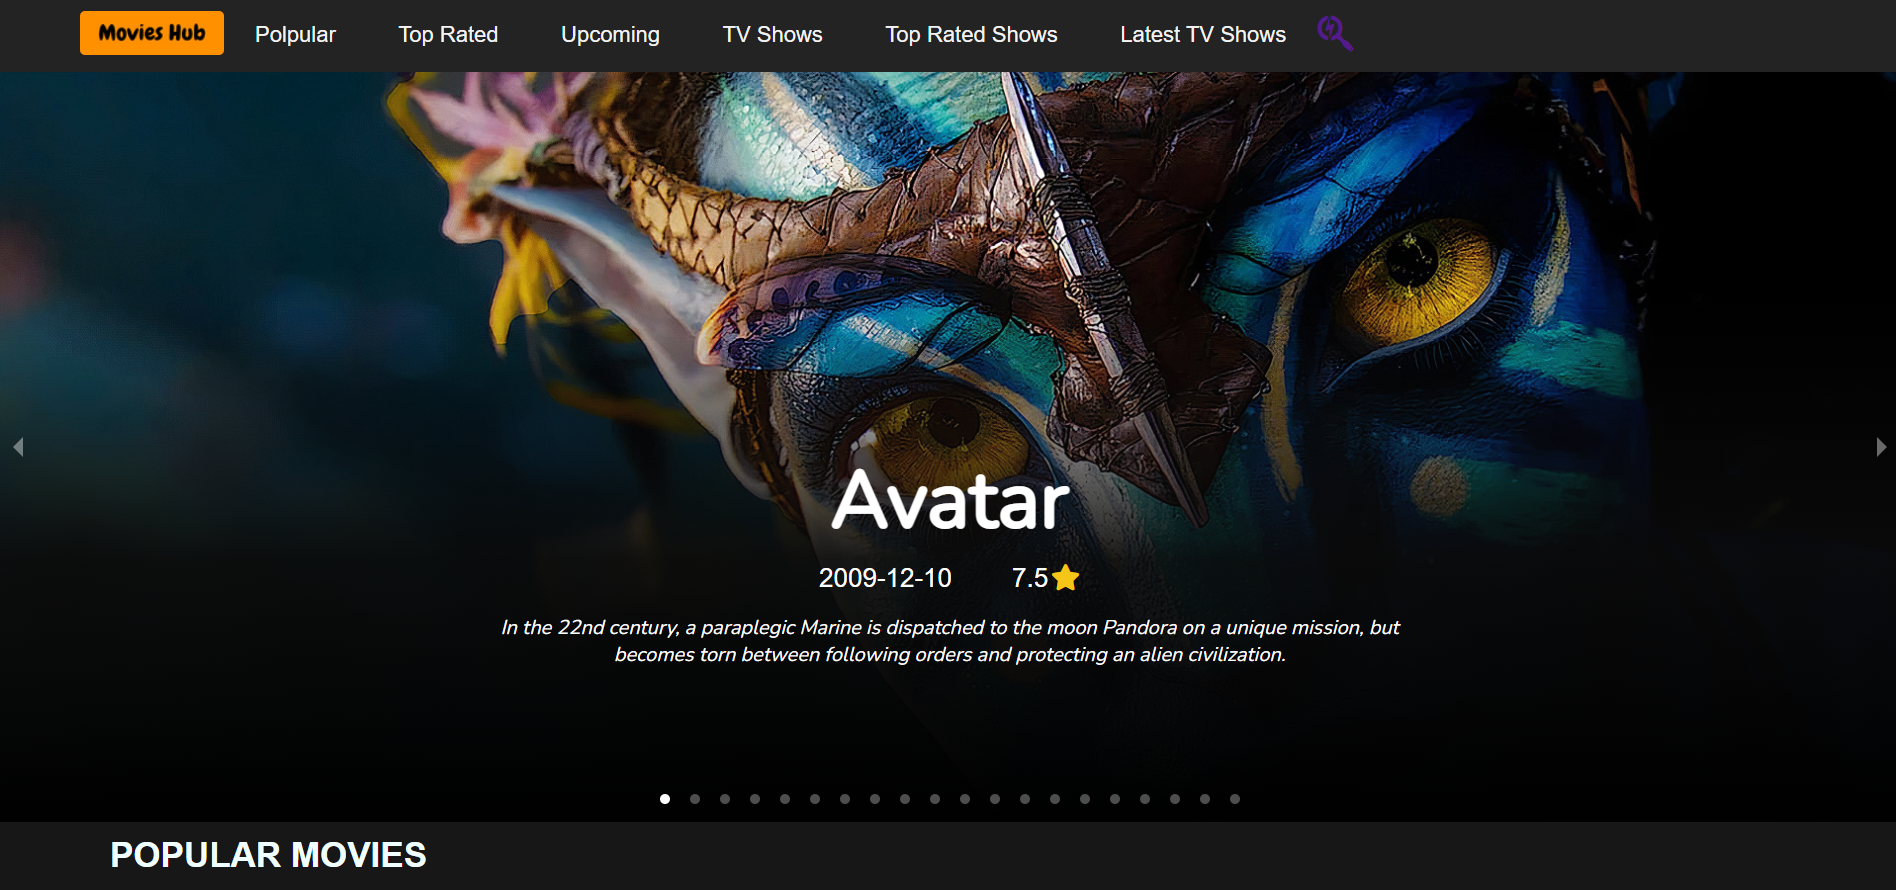 Movies Hub Polpular Top Rated Upcoming TV Shows Top Rated Shows Latest TV Shows
Avatar
2009-12-10 7.5
In the 22nd century, a paraplegic Marine is dispatched to the moon Pandora on a unique mission, but
becomes torn between following orders and protecting an alien civilization.
POPULAR MOVIES